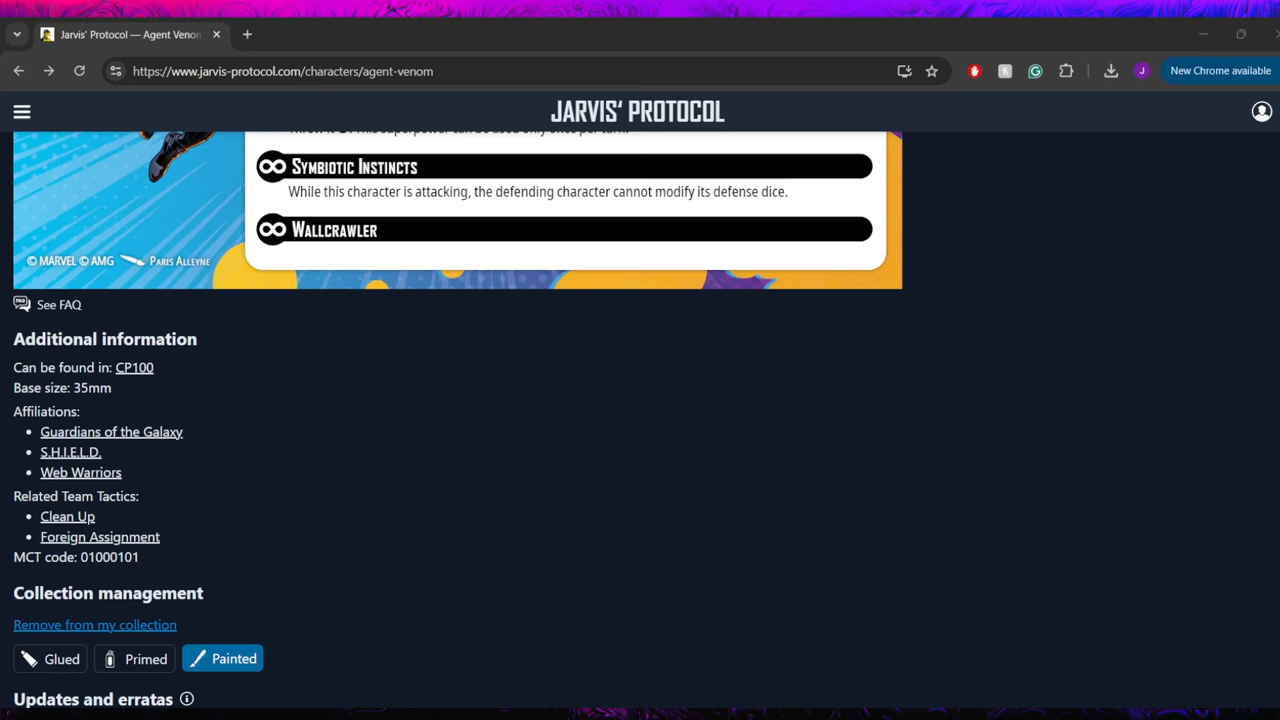 Jarvis' Protocol — Agent Venom
https://www.jarvis-protocol.com/characters/agent-venom
New Chrome available
JARVIS' PROTOCOL
SYMBIOTIC INSTINCTS
While this character is attacking, the defending character cannot modify its defense dice.
WALLCRAWLER
© MARVEL © AMG PARIS ALLEYNE
See FAQ
Additional information
Can be found in: CP100
Base size: 35mm
Affiliations:
Guardians of the Galaxy
S.H.I.E.L.D.
Web Warriors
Related Team Tactics:
Clean Up
Foreign Assignment
MCT code: 01000101
Collection management
Remove from my collection
Glued Primed Painted
Updates and erratas